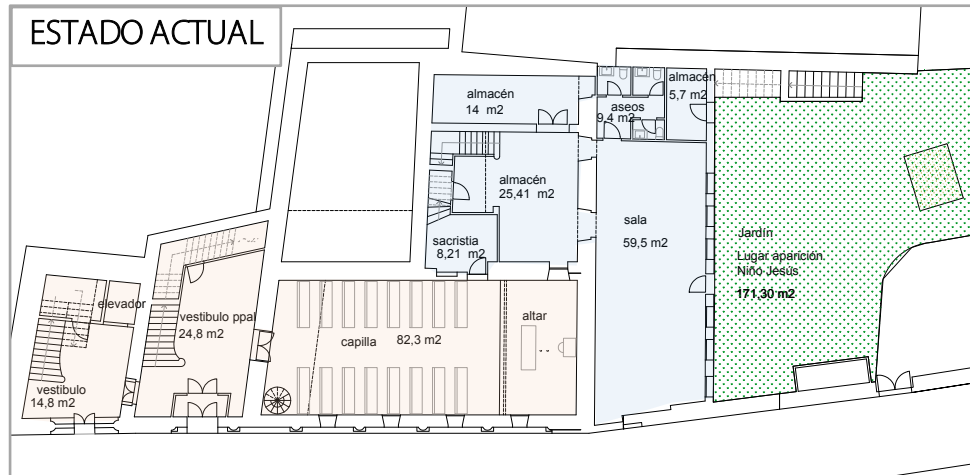 ESTADO ACTUAL
almacén
14 m2
almacén
5,7 m2
aseos
9,4 m2
almacén
25,41 m2
sacristia
8,21 m2
sala
59,5 m2
Jardín
Lugar aparición
Niño Jesús
171,30 m2
elevador
vestibulo ppal
24,8 m2
capilla 82,3 m2
altar
vestibulo
14,8 m2